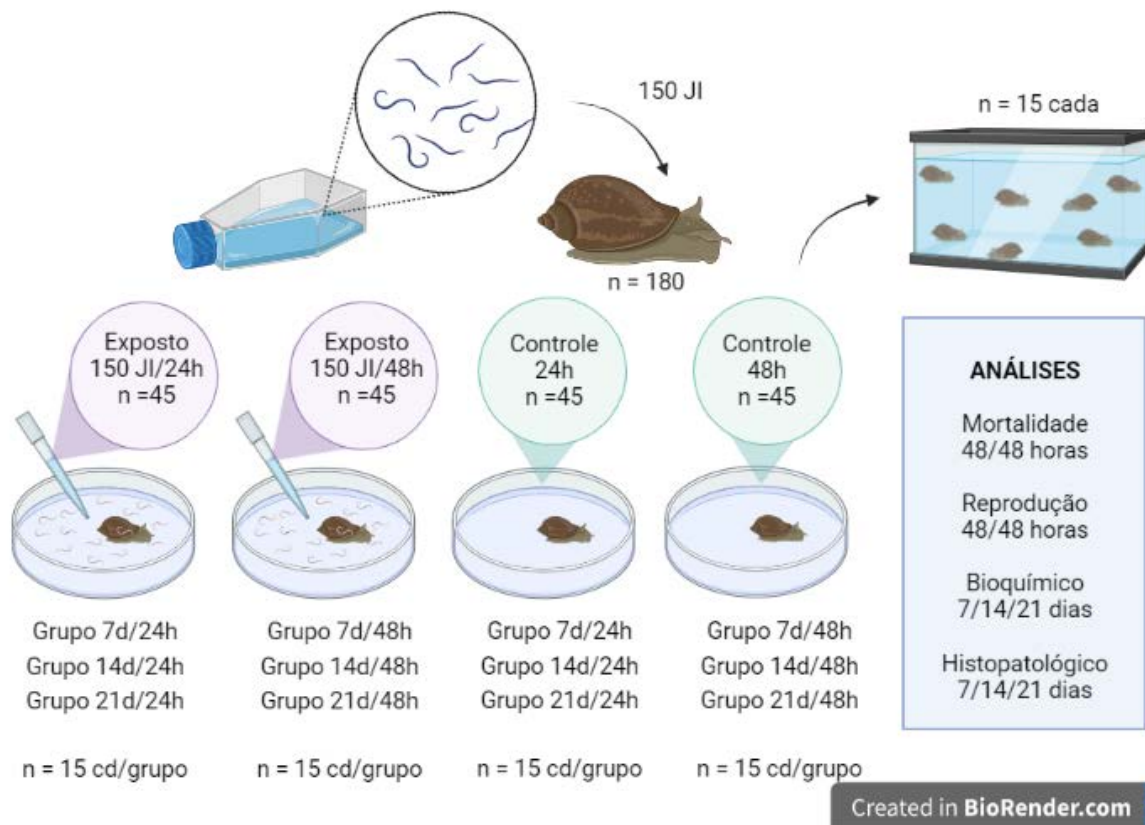 150 JI
n = 15 cada
n = 180
Exposto
150 JI/24h
n =45
Exposto
150 JI/48h
n =45
Controle
24h
n=45
Controle
48h
n=45
Grupo 7d/24h
Grupo 14d/24h
Grupo 21d/24h
n = 15 cd/grupo
Grupo 7d/48h
Grupo 14d/48h
Grupo 21d/48h
n = 15 cd/grupo
Grupo 7d/24h
Grupo 14d/24h
Grupo 21d/24h
n = 15 cd/grupo
Grupo 7d/48h
Grupo 14d/48h
Grupo 21d/48h
n = 15 cd/grupo
ANÁLISES
Mortalidade
48/48 horas
Reprodução
48/48 horas
Bioquímico
7/14/21 dias
Histopatológico
7/14/21 dias
Created in BioRender.com